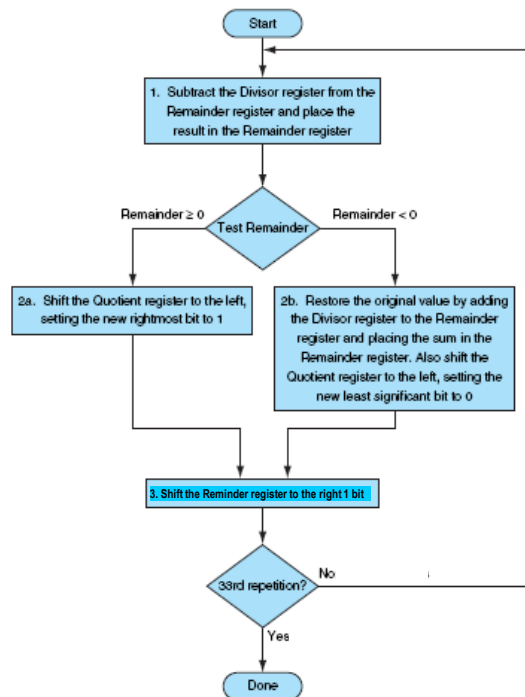 Start
1. Subtract the Divisor register from the
Remainder register and place the
result in the Remainder register
Remainder ≥ 0
Remainder < 0
Test Remainder
2a. Shift the Quotient register to the left,
setting the new rightmost bit to 1
2b. Restore the original value by adding
the Divisor register to the Remainder
register and placing the sum in the
Remainder register. Also shift the
Quotient register to the left, setting the
new least significant bit to 0
3. Shift the Reminder register to the right 1 bit
33rd repetition?
No
Yes
Done